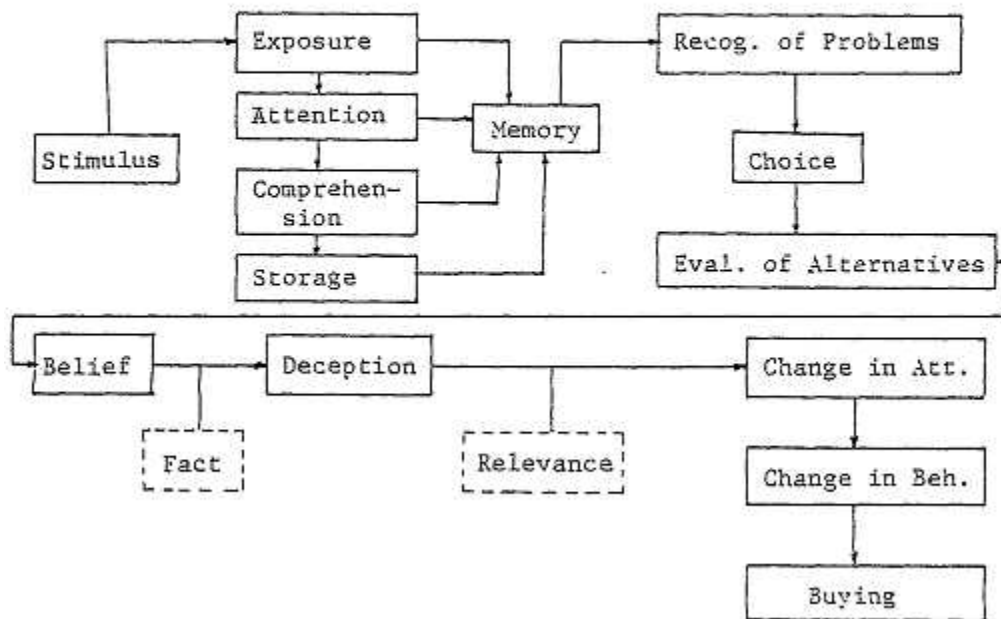 Exposure
Recog. of Problems
Attention
Memory
Stimulus
Choice
Comprehen-
sion
Storage
Eval. of Alternatives
Belief
Deception
Change in Att.
Fact
Relevance
Change in Beh.
Buying